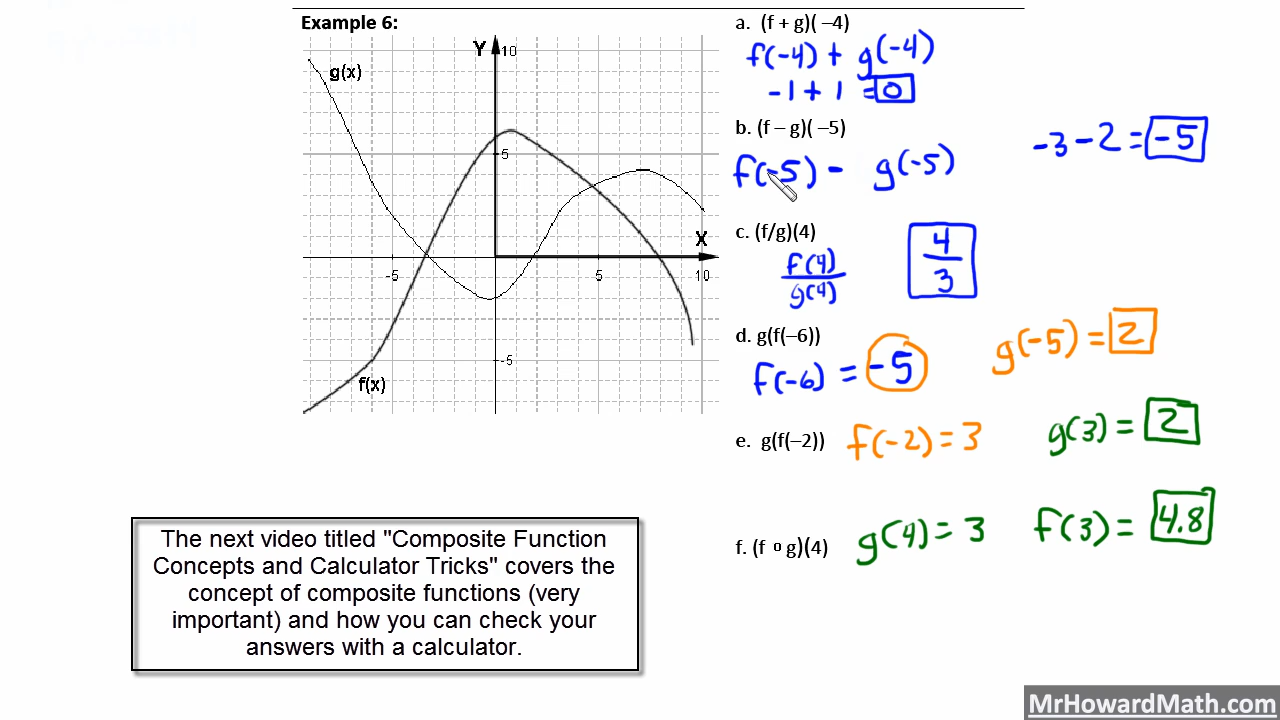 Example 6:
Y
10
g(x)
5
X
-5
5
10
-5
f(x)
a. (f + g)( −4)
f(-4) + g(-4)
-1 + 1 = 0
b. (f − g)( −5)
f(-5) - g(-5)
-3 - 2 = -5
c. (f/g)(4)
f(4)
g(4)
4
3
d. g(f(−6))
f(-6) = -5
g(-5) = 2
e. g(f(−2))
f(-2) = 3
g(3) = 2
f. (f o g)(4)
g(4) = 3
f(3) = 4.8
The next video titled "Composite Function
Concepts and Calculator Tricks" covers the
concept of composite functions (very
important) and how you can check your
answers with a calculator.
MrHowardMath.com